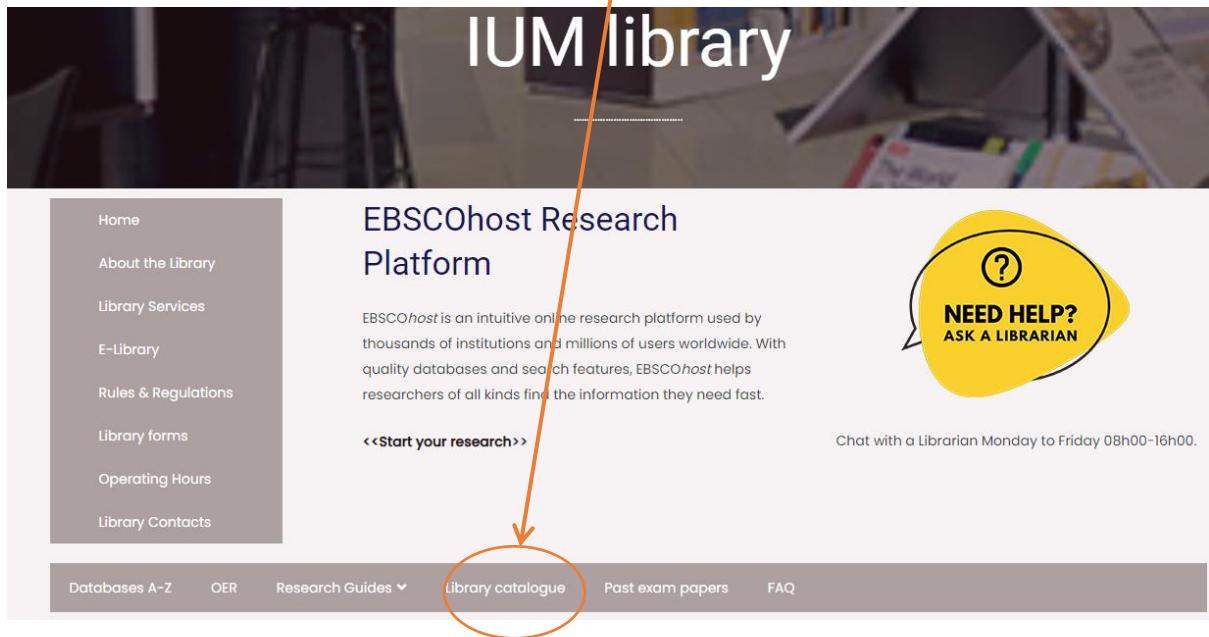 IUM library
Home
About the Library
Library Services
E-Library
Rules & Regulations
Library forms
Operating Hours
Library Contacts
EBSCOhost Research
Platform
EBSCOhost is an intuitive online research platform used by
thousands of institutions and millions of users worldwide. With
quality databases and search features, EBSCOhost helps
researchers of all kinds find the information they need fast.
<<Start your research>>
NEED HELP?
ASK A LIBRARIAN
Chat with a Librarian Monday to Friday 08h00-16h00.
Databases A-Z OER Research Guides Library catalogue Past exam papers FAQ